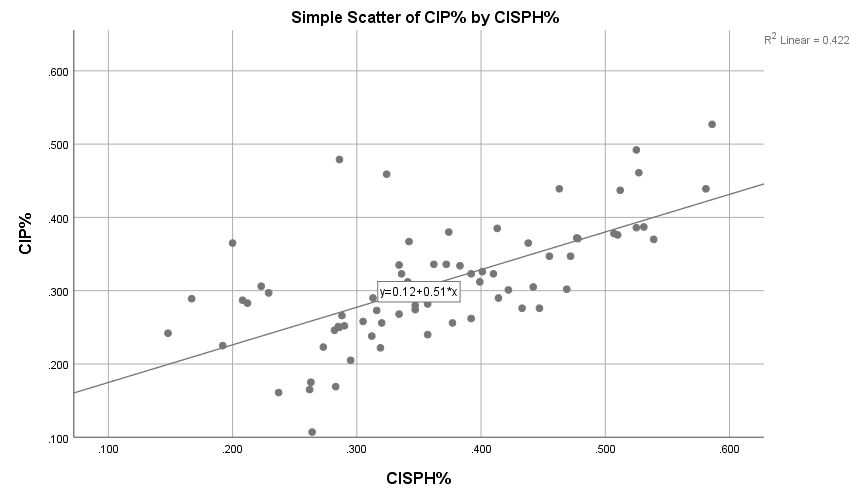 Simple Scatter of CIP% by CISPH%
R2 Linear = 0.422
.600
.500
.400
.300
.200
.100
CIP%
y=0.12+0.51*x
.100 .200 .300 .400 .500 .600
CISPH%